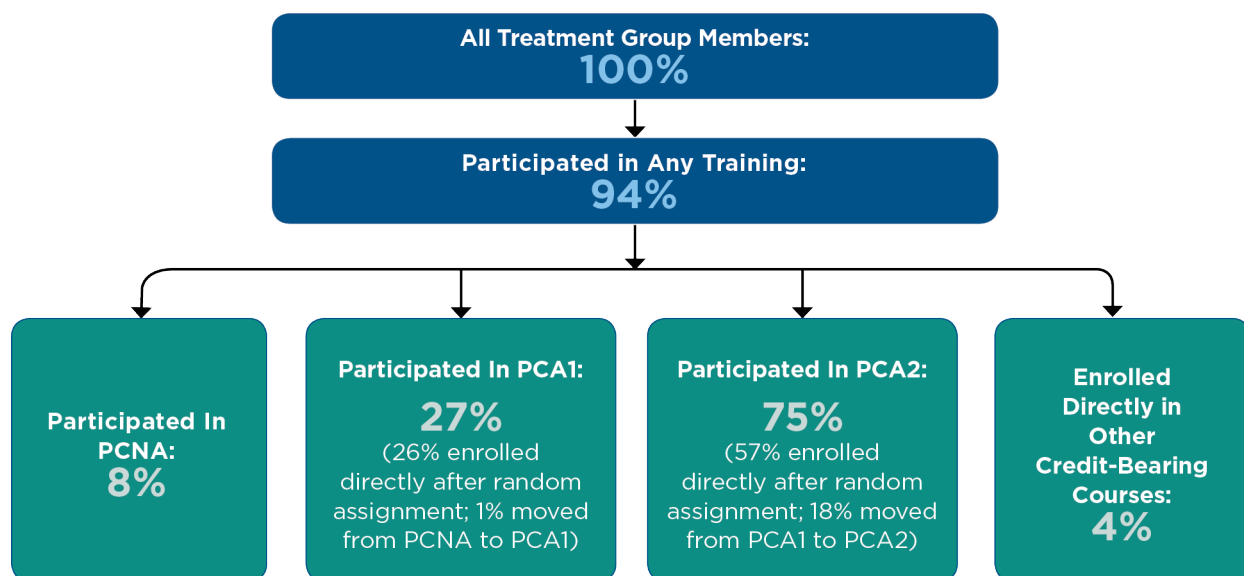 All Treatment Group Members:
100%
Participated in Any Training:
94%
Participated In
PCNA:
8%
Participated In PCA1:
27%
(26% enrolled
directly after random
assignment; 1% moved
from PCNA to PCA1)
Participated In PCA2:
75%
(57% enrolled
directly after random
assignment; 18% moved
from PCA1 to PCA2)
Enrolled
Directly in
Other
Credit-Bearing
Courses:
4%